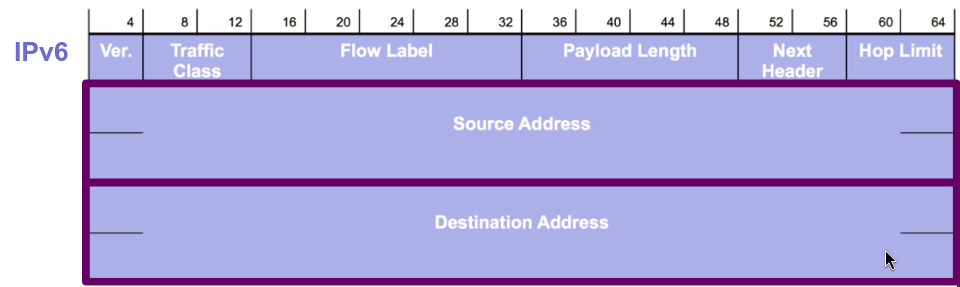 4 8 12 16 20 24 28 32 36 40 44 48 52 56 60 64
IPv6 Ver. Traffic Flow Label Payload Length Next Hop Limit
Class Header
Source Address
Destination Address